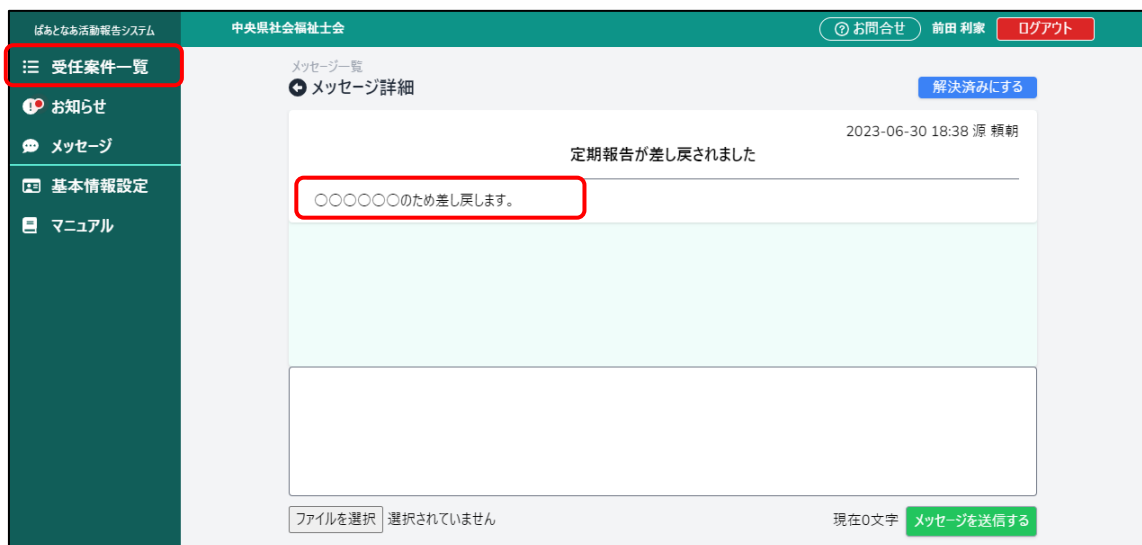 ぱあとなあ活動報告システム
中央県社会福祉士会
お問合せ
前田 利家
ログアウト
受任案件一覧
お知らせ
メッセージ
基本情報設定
マニュアル
メッセージ一覧
メッセージ詳細
解決済みにする
2023-06-30 18:38 源 頼朝
定期報告が差し戻されました
○○○○○○のため差し戻します。
ファイルを選択 選択されていません
現在0文字
メッセージを送信する